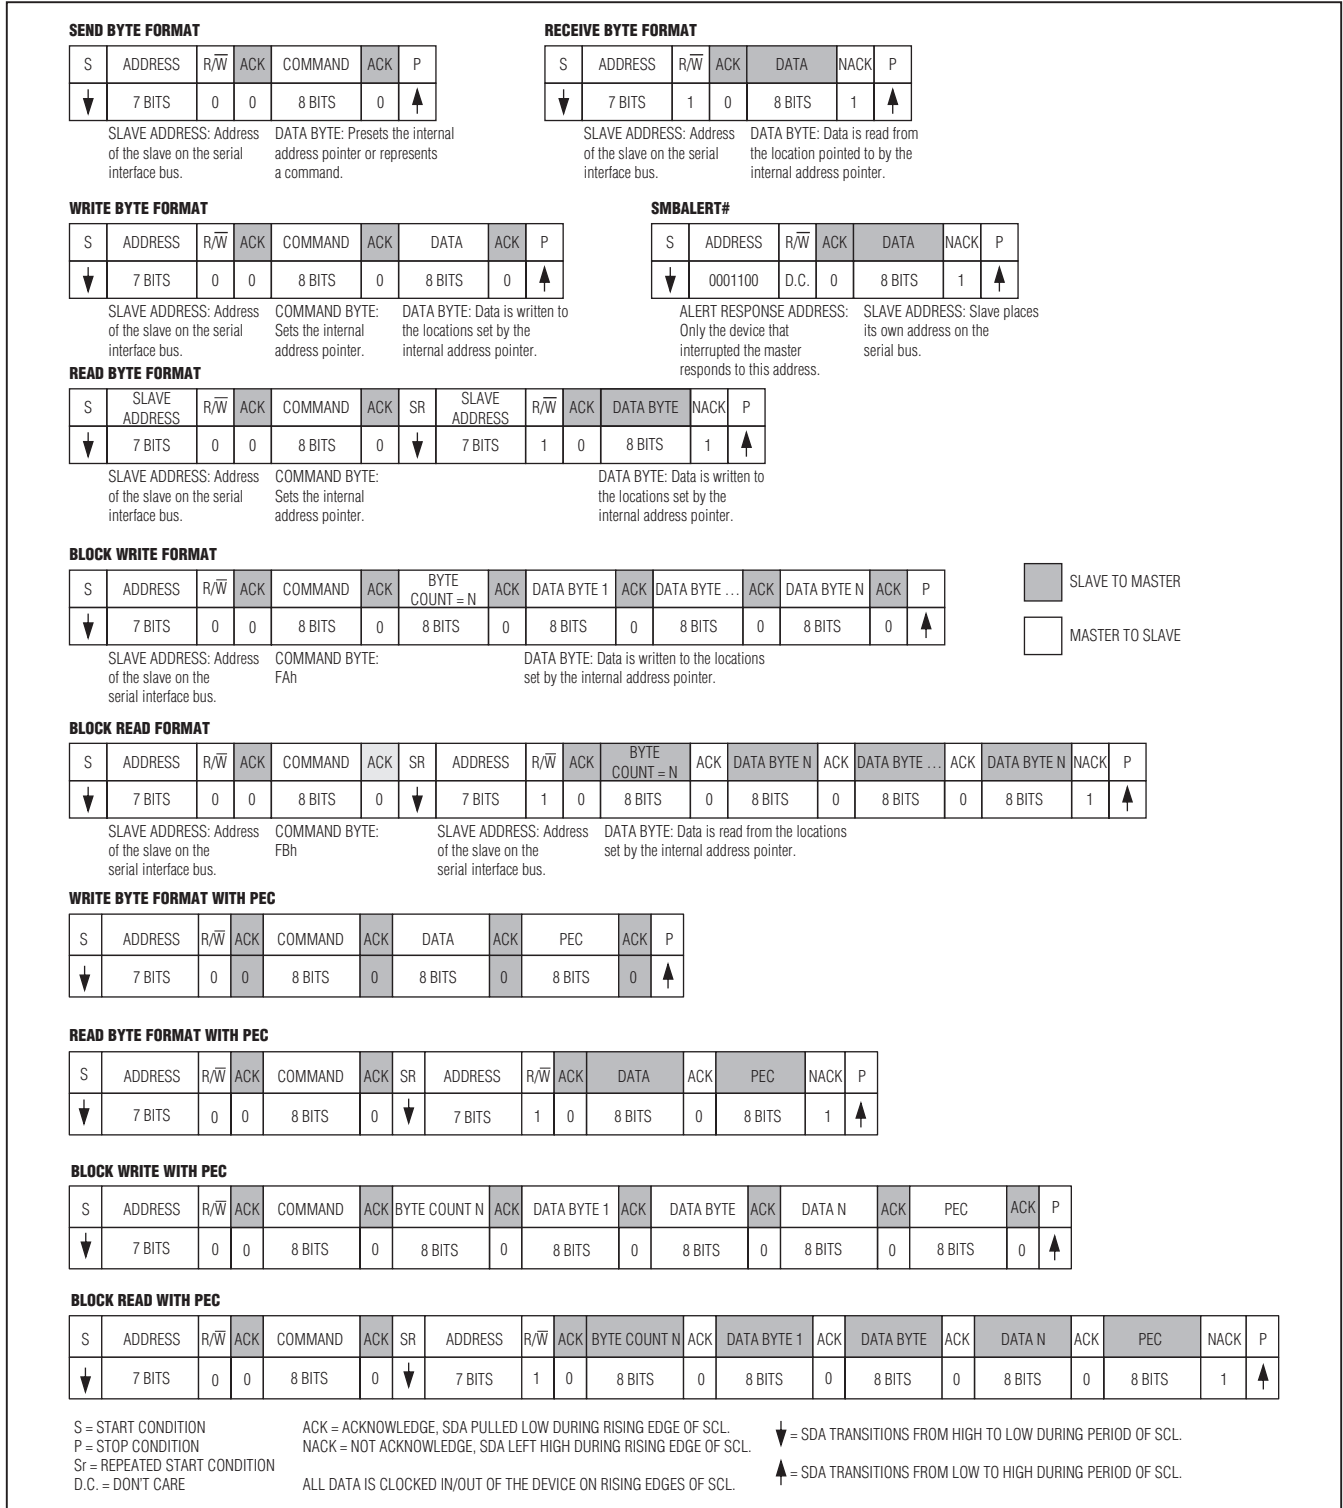 SEND BYTE FORMAT
S ADDRESS R/W̅ ACK COMMAND ACK P
7 BITS 0 0 8 BITS 0
SLAVE ADDRESS: Address
of the slave on the serial
interface bus.
DATA BYTE: Presets the internal
address pointer or represents
a command.
RECEIVE BYTE FORMAT
S ADDRESS R/W̅ ACK DATA NACK P
7 BITS 1 0 8 BITS 1
SLAVE ADDRESS: Address
of the slave on the serial
interface bus.
DATA BYTE: Data is read from
the location pointed to by the
internal address pointer.
WRITE BYTE FORMAT
S ADDRESS R/W̅ ACK COMMAND ACK DATA ACK P
7 BITS 0 0 8 BITS 0 8 BITS 0
SLAVE ADDRESS: Address
of the slave on the serial
interface bus.
COMMAND BYTE:
Sets the internal
address pointer.
DATA BYTE: Data is written to
the locations set by the
internal address pointer.
SMBALERT#
S ADDRESS R/W̅ ACK DATA NACK P
0001100 D.C. 0 8 BITS 1
ALERT RESPONSE ADDRESS:
Only the device that
interrupted the master
responds to this address.
SLAVE ADDRESS: Slave places
its own address on the
serial bus.
READ BYTE FORMAT
S SLAVE ADDRESS R/W̅ ACK COMMAND ACK SR SLAVE ADDRESS R/W̅ ACK DATA BYTE NACK P
7 BITS 0 0 8 BITS 0 7 BITS 1 0 8 BITS 1
SLAVE ADDRESS: Address
of the slave on the serial
interface bus.
COMMAND BYTE:
Sets the internal
address pointer.
DATA BYTE: Data is written to
the locations set by the
internal address pointer.
BLOCK WRITE FORMAT
S ADDRESS R/W̅ ACK COMMAND ACK BYTE COUNT = N ACK DATA BYTE 1 ACK DATA BYTE … ACK DATA BYTE N ACK P
7 BITS 0 0 8 BITS 0 8 BITS 0 8 BITS 0 8 BITS 0 8 BITS 0
SLAVE ADDRESS: Address
of the slave on the
serial interface bus.
COMMAND BYTE:
FAh
DATA BYTE: Data is written to the locations
set by the internal address pointer.
SLAVE TO MASTER
MASTER TO SLAVE
BLOCK READ FORMAT
S ADDRESS R/W̅ ACK COMMAND ACK SR ADDRESS R/W̅ ACK BYTE COUNT = N ACK DATA BYTE N ACK DATA BYTE … ACK DATA BYTE N NACK P
7 BITS 0 0 8 BITS 0 7 BITS 1 0 8 BITS 0 8 BITS 0 8 BITS 0 8 BITS 1
SLAVE ADDRESS: Address
of the slave on the
serial interface bus.
COMMAND BYTE:
FBh
SLAVE ADDRESS: Address
of the slave on the
serial interface bus.
DATA BYTE: Data is read from the locations
set by the internal address pointer.
WRITE BYTE FORMAT WITH PEC
S ADDRESS R/W̅ ACK COMMAND ACK DATA ACK PEC ACK P
7 BITS 0 0 8 BITS 0 8 BITS 0 8 BITS 0
READ BYTE FORMAT WITH PEC
S ADDRESS R/W̅ ACK COMMAND ACK SR ADDRESS R/W̅ ACK DATA ACK PEC NACK P
7 BITS 0 0 8 BITS 0 7 BITS 1 0 8 BITS 0 8 BITS 1
BLOCK WRITE WITH PEC
S ADDRESS R/W̅ ACK COMMAND ACK BYTE COUNT N ACK DATA BYTE 1 ACK DATA BYTE ACK DATA N ACK PEC ACK P
7 BITS 0 0 8 BITS 0 8 BITS 0 8 BITS 0 8 BITS 0 8 BITS 0 8 BITS 0
BLOCK READ WITH PEC
S ADDRESS R/W̅ ACK COMMAND ACK SR ADDRESS R/W̅ ACK BYTE COUNT N ACK DATA BYTE 1 ACK DATA BYTE ACK DATA N ACK PEC NACK P
7 BITS 0 0 8 BITS 0 7 BITS 1 0 8 BITS 0 8 BITS 0 8 BITS 0 8 BITS 0 8 BITS 1
S = START CONDITION
P = STOP CONDITION
Sr = REPEATED START CONDITION
D.C. = DON'T CARE
ACK = ACKNOWLEDGE, SDA PULLED LOW DURING RISING EDGE OF SCL.
NACK = NOT ACKNOWLEDGE, SDA LEFT HIGH DURING RISING EDGE OF SCL.
ALL DATA IS CLOCKED IN/OUT OF THE DEVICE ON RISING EDGES OF SCL.
= SDA TRANSITIONS FROM HIGH TO LOW DURING PERIOD OF SCL.
= SDA TRANSITIONS FROM LOW TO HIGH DURING PERIOD OF SCL.